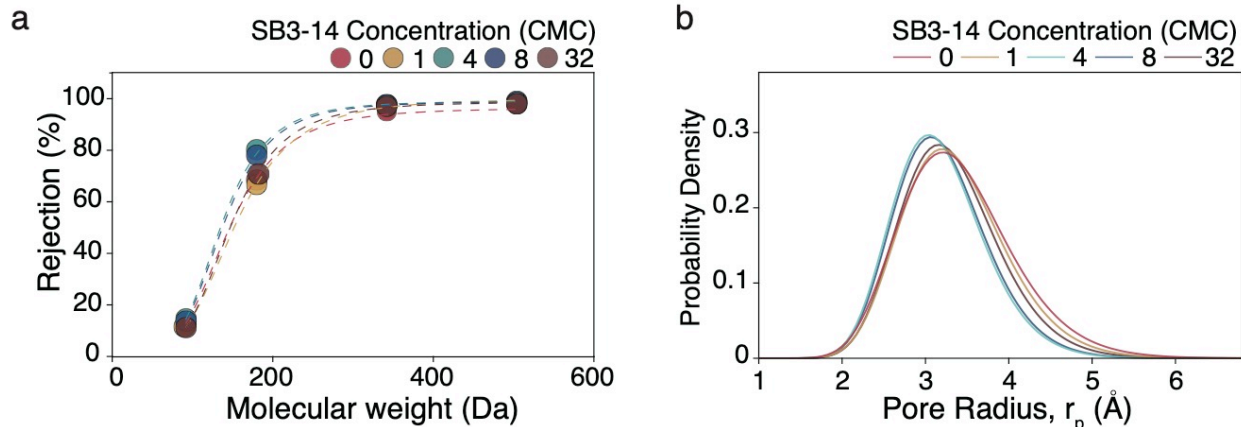 a
SB3-14 Concentration (CMC)
0 1 4 8 32
Rejection (%)
100
80
60
40
20
0
0 200 400 600
Molecular weight (Da)
b
SB3-14 Concentration (CMC)
0 1 4 8 32
Probability Density
0.3
0.2
0.1
0
1 2 3 4 5 6
Pore Radius, rp (Å)